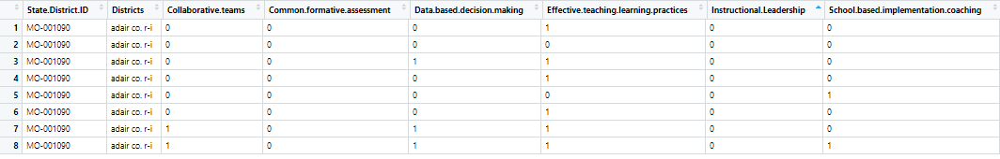 State.District.ID Districts Collaborative.teams Common.formative.assessment Data.based.decision.making Effective.teaching.learning.practices Instructional.Leadership School.based.implementation.coaching
1 MO-001090 adair co. r-i 0 0 0 1 0 0
2 MO-001090 adair co. r-i 0 0 0 0 0 0
3 MO-001090 adair co. r-i 0 0 1 1 0 0
4 MO-001090 adair co. r-i 0 0 0 1 0 0
5 MO-001090 adair co. r-i 0 0 0 0 0 1
6 MO-001090 adair co. r-i 0 0 0 1 0 0
7 MO-001090 adair co. r-i 1 0 1 1 0 0
8 MO-001090 adair co. r-i 1 0 1 1 0 1